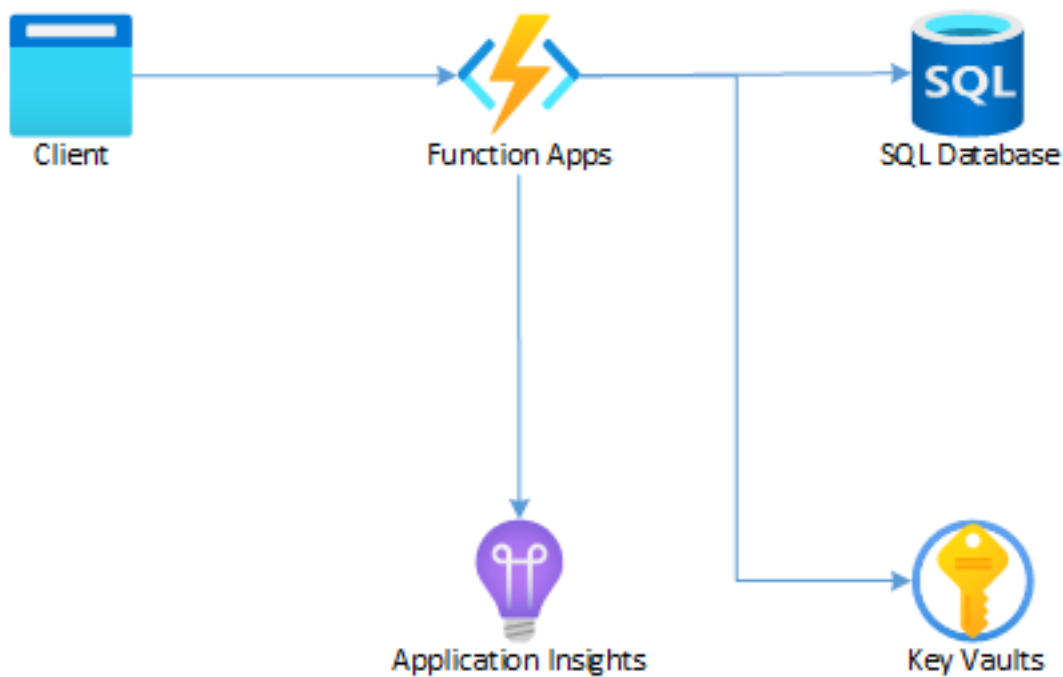 SQL
Client
Function Apps
SQL Database
Application Insights
Key Vaults